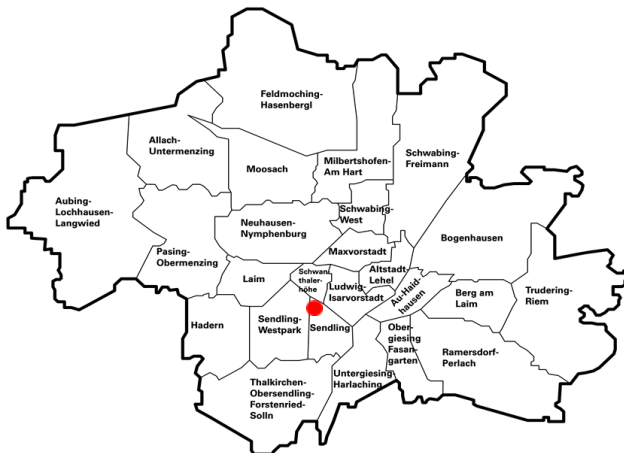 Feldmoching-
Hasenbergl
Allach-
Untermenzing
Moosach
Milbertshofen-
Am Hart
Schwabing-
Freimann
Aubing-
Lochhausen-
Langwied
Pasing-
Obermenzing
Neuhausen-
Nymphenburg
Schwabing-
West
Maxvorstadt
Bogenhausen
Laim
Schwan-
thaler-
höhe
Ludwig-
Isarvorstadt
Altstadt-
Lehel
Au-Haid-
hausen
Berg am
Laim
Trudering-
Riem
Hadern
Sendling-
Westpark
Sendling
Ober-
giesing
Fasan-
garten
Ramersdorf-
Perlach
Untergiesing-
Harlaching
Thalkirchen-
Obersendling-
Forstenried-
Solln